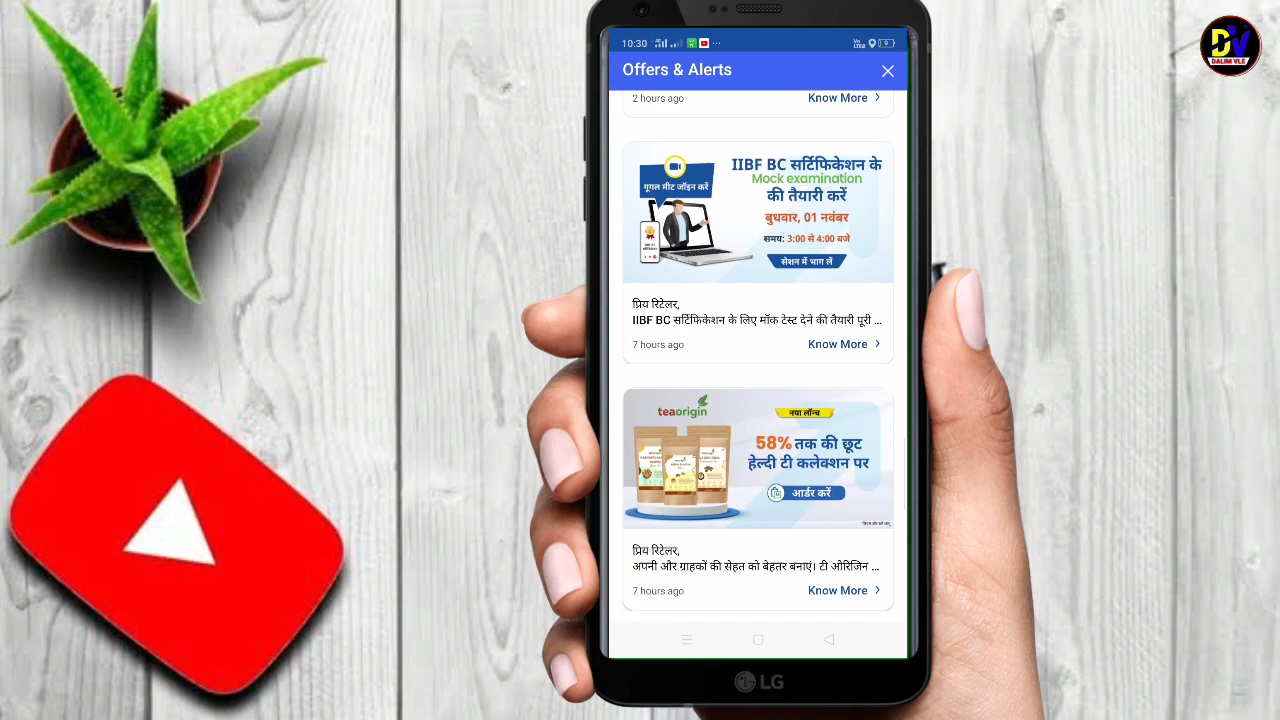 DV
DALIM VLE
10:30
Offers & Alerts
2 hours ago
Know More
गूगल मीट जॉइन करें
IIBF BC सर्टिफिकेशन के
Mock examination
की तैयारी करें
बुधवार, 01 नवंबर
समय: 3:00 से 4:00 बजे
सेशन में भाग लें
प्रिय रिटेलर,
IIBF BC सर्टिफिकेशन के लिए मॉक टेस्ट देने की तैयारी पूरी ...
7 hours ago
Know More
teaorigin
नया लॉन्च
58% तक की छूट
हेल्दी टी कलेक्शन पर
आर्डर करें
प्रिय रिटेलर,
अपनी और ग्राहकों की सेहत को बेहतर बनाएं। टी ओरिजिन ...
7 hours ago
Know More
LG